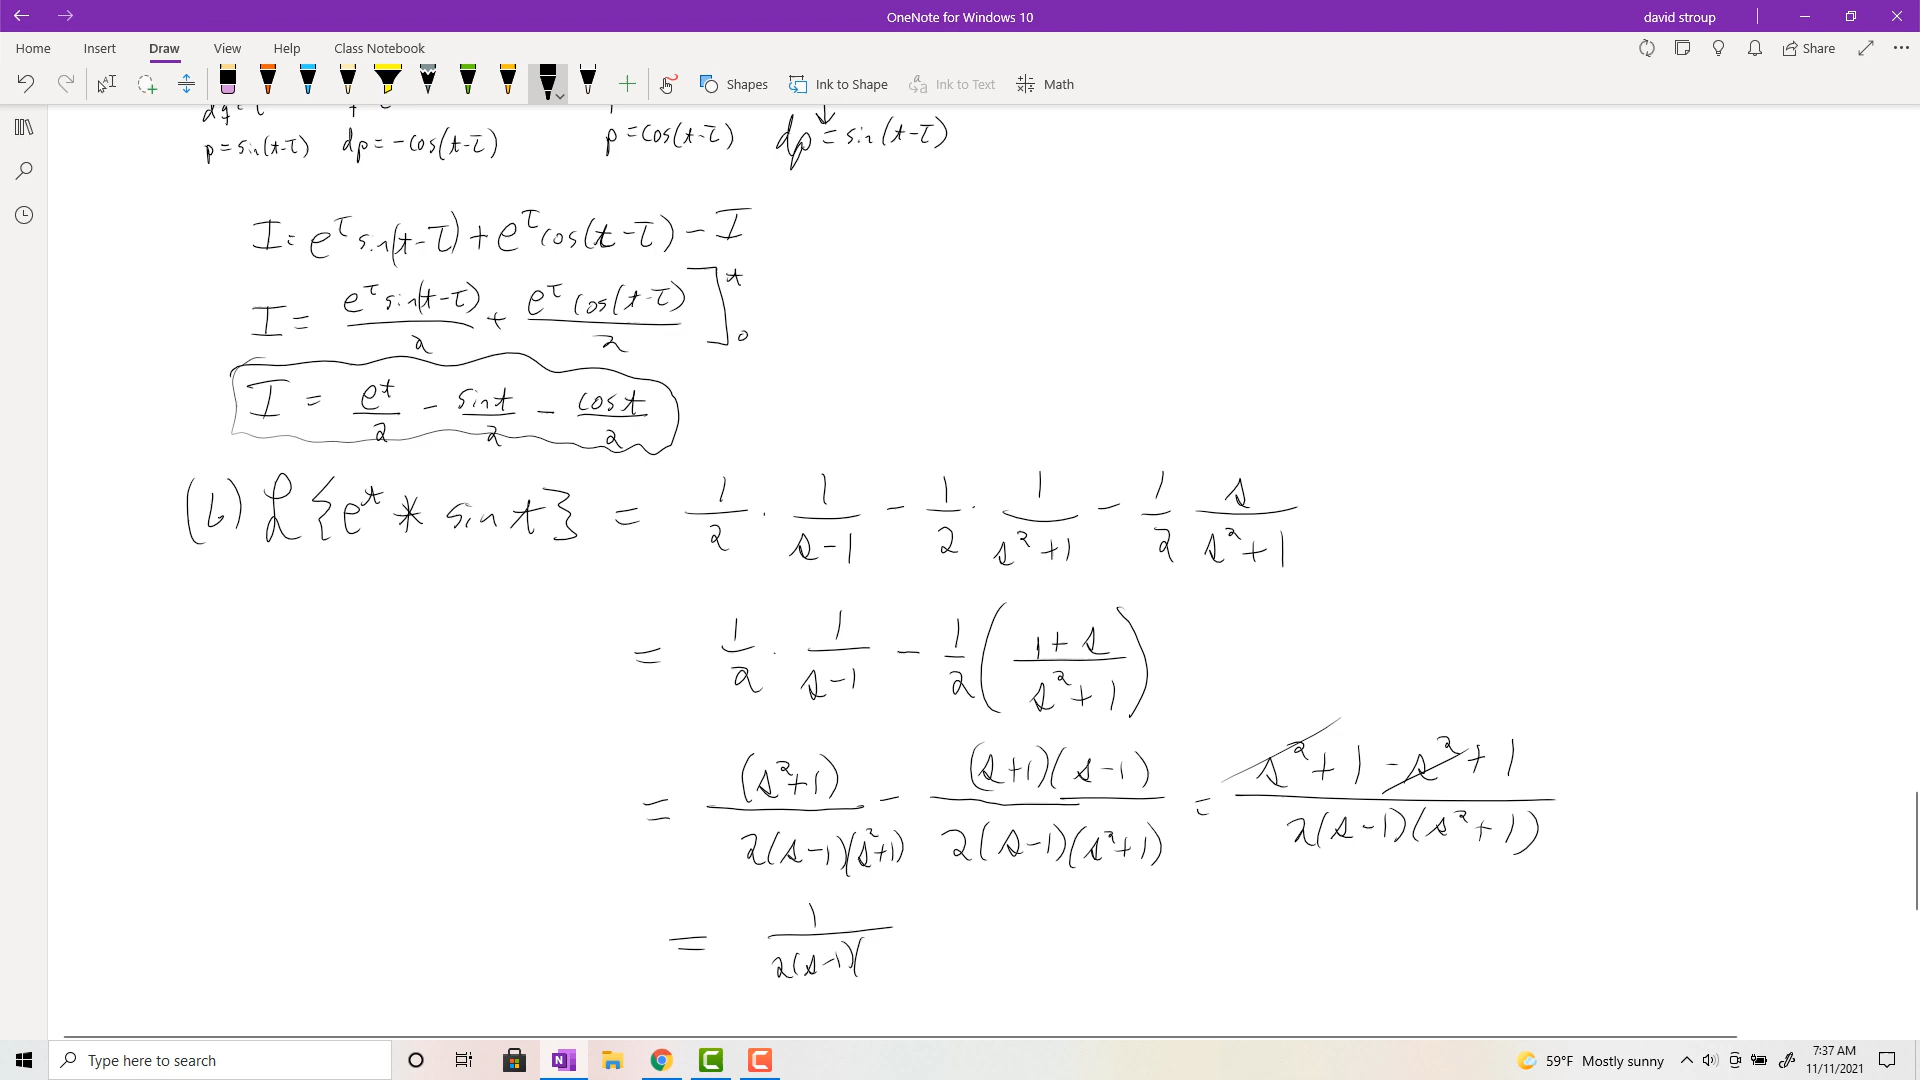 OneNote for Windows 10
david stroup
Home Insert Draw View Help Class Notebook
Share
Shapes Ink to Shape Ink to Text Math
p = sin(t-τ) dp = -cos(t-τ) p = cos(t-τ) dp = sin(t-τ)
I = e^τ sin(t-τ) + e^τ cos(t-τ) - I
I = e^τ sin(t-τ)/2 + e^τ cos(t-τ)/2 ]_0^t
I = e^t/2 - sin t/2 - cos t/2
(b) ℒ{e^t * sin t} = 1/2 · 1/(s-1) - 1/2 · 1/(s²+1) - 1/2 s/(s²+1)
= 1/2 · 1/(s-1) - 1/2 ((1+s)/(s²+1))
= (s²+1)/(2(s-1)(s²+1)) - (s+1)(s-1)/(2(s-1)(s²+1)) = (s²+1-s²+1)/(2(s-1)(s²+1))
= 1/(2(s-1)(
Type here to search
59°F Mostly sunny
7:37 AM
11/11/2021